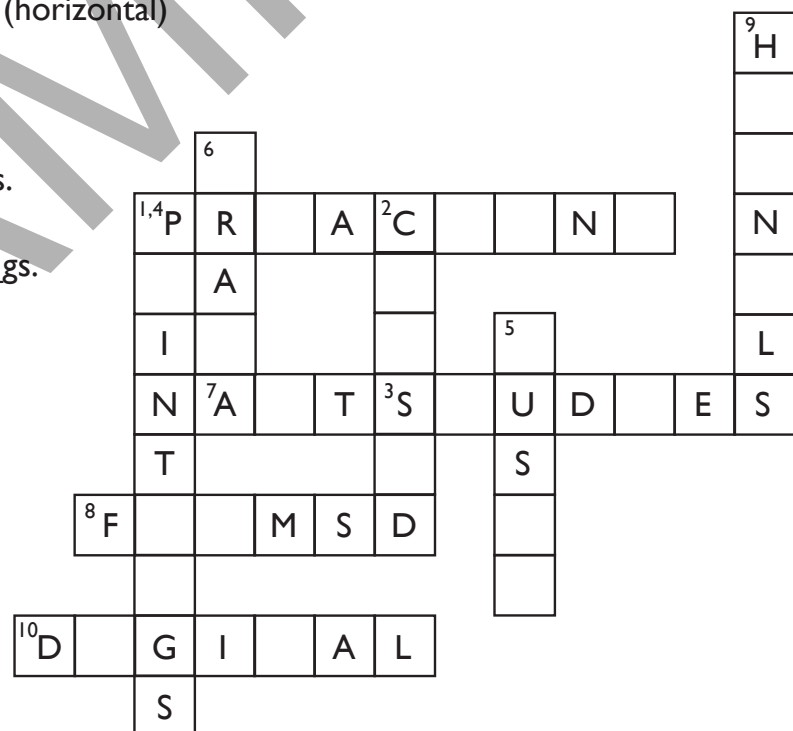 (horizontal)
9 H
6
s.
1,4 P R A 2 C N N
gs.
A
5
I L
N 7 A T 3 S U D E S
T S
8 F M S D
10 D G I A L
S